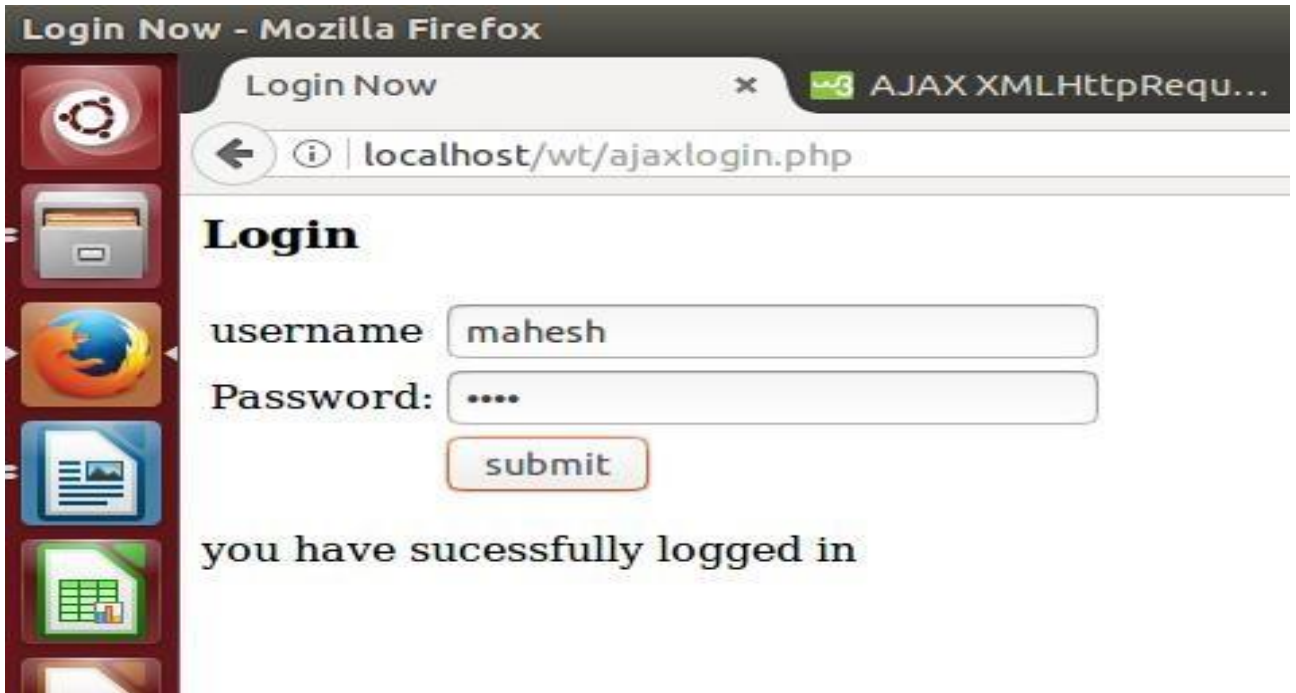 Login Now - Mozilla Firefox
Login Now × AJAX XMLHttpRequ...
localhost/wt/ajaxlogin.php
Login
username mahesh
Password: ••••
submit
you have sucessfully logged in